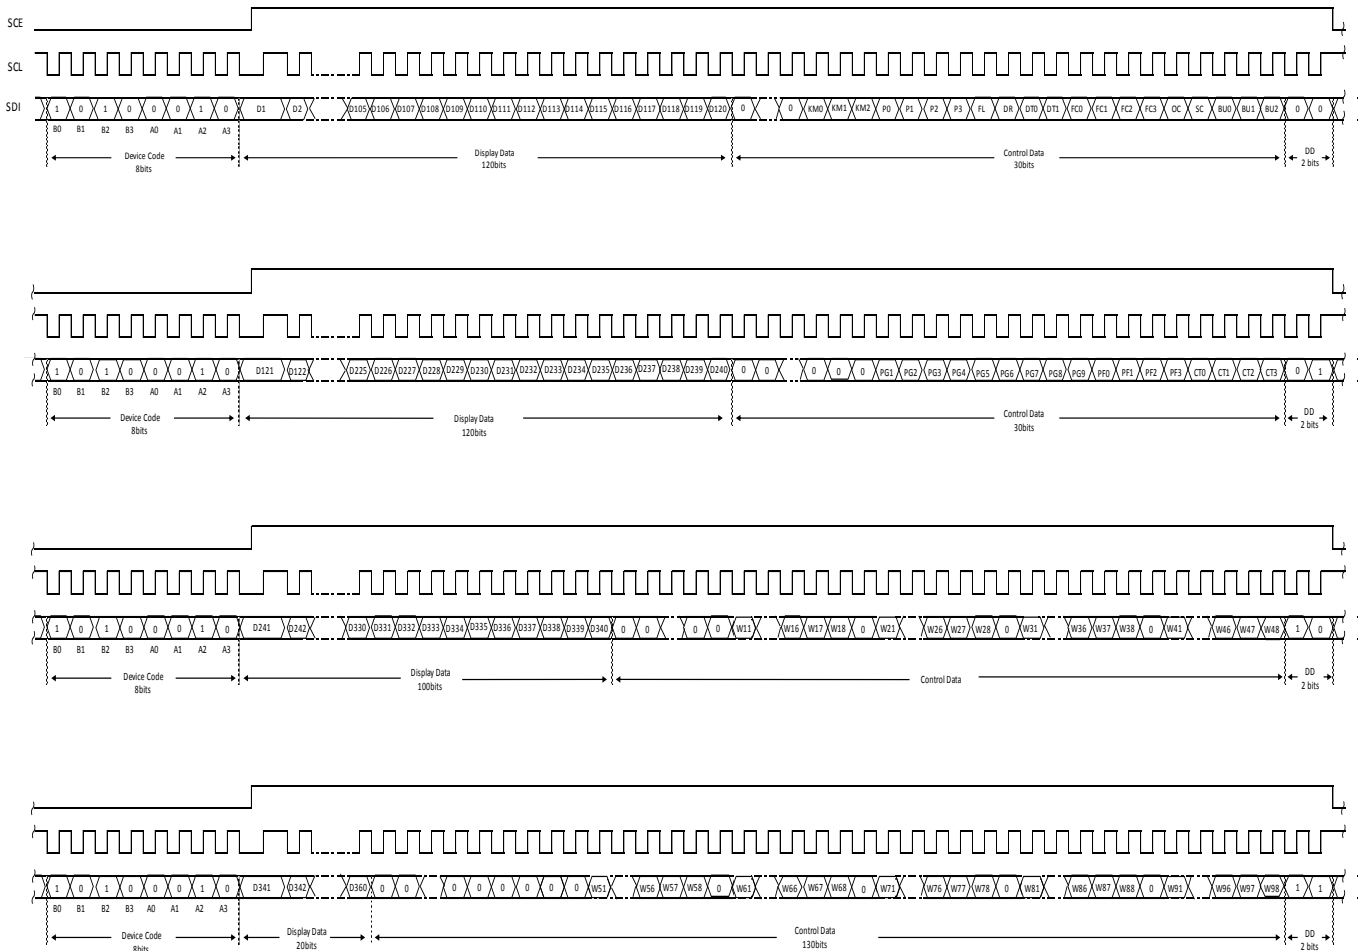 SCE
SCL
SDI 1 0 1 0 0 0 1 0 D1 D2 D105 D106 D107 D108 D109 D110 D111 D112 D113 D114 D115 D116 D117 D118 D119 D120 0 0 KM0 KM1 KM2 P0 P1 P2 P3 FL DR DT0 DT1 FC0 FC1 FC2 FC3 OC SC BU0 BU1 BU2 0 0
B0 B1 B2 B3 A0 A1 A2 A3
Device Code Display Data Control Data DD
8bits 120bits 30bits 2 bits
1 0 1 0 0 0 1 0 D121 D122 D225 D226 D227 D228 D229 D230 D231 D232 D233 D234 D235 D236 D237 D238 D239 D240 0 0 0 0 0 PG1 PG2 PG3 PG4 PG5 PG6 PG7 PG8 PG9 PF0 PF1 PF2 PF3 CT0 CT1 CT2 CT3 0 1
B0 B1 B2 B3 A0 A1 A2 A3
Device Code Display Data Control Data DD
8bits 120bits 30bits 2 bits
1 0 1 0 0 0 1 0 D241 D242 D330 D331 D332 D333 D334 D335 D336 D337 D338 D339 D340 0 0 0 0 W11 W16 W17 W18 0 W21 W26 W27 W28 0 W31 W36 W37 W38 0 W41 W46 W47 W48 1 0
B0 B1 B2 B3 A0 A1 A2 A3
Device Code Display Data Control Data DD
8bits 100bits 2 bits
1 0 1 0 0 0 1 0 D341 D342 D360 0 0 0 0 0 0 0 0 W51 W56 W57 W58 0 W61 W66 W67 W68 0 W71 W76 W77 W78 0 W81 W86 W87 W88 0 W91 W96 W97 W98 1 1
B0 B1 B2 B3 A0 A1 A2 A3
Device Code Display Data Control Data DD
8bits 20bits 130bits 2 bits